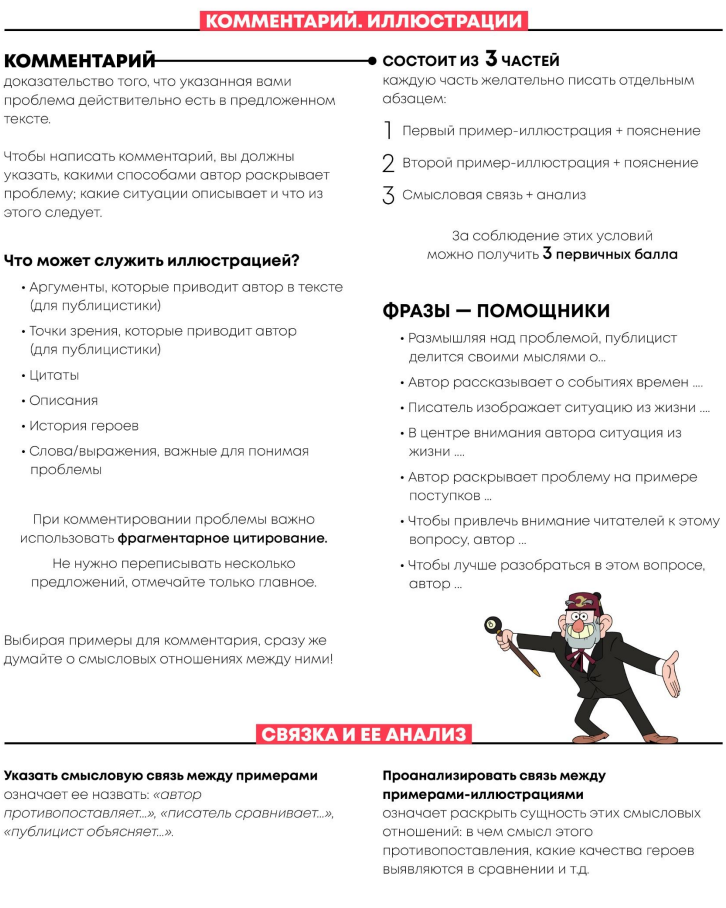 КОММЕНТАРИЙ. ИЛЛЮСТРАЦИИ
КОММЕНТАРИЙ
доказательство того, что указанная вами
проблема действительно есть в предложенном
тексте.
Чтобы написать комментарий, вы должны
указать, какими способами автор раскрывает
проблему; какие ситуации описывает и что из
этого следует.
Что может служить иллюстрацией?
• Аргументы, которые приводит автор в тексте
(для публицистики)
• Точки зрения, которые приводит автор
(для публицистики)
• Цитаты
• Описания
• История героев
• Слова/выражения, важные для понимая
проблемы
При комментировании проблемы важно
использовать фрагментарное цитирование.
Не нужно переписывать несколько
предложений, отмечайте только главное.
Выбирая примеры для комментария, сразу же
думайте о смысловых отношениях между ними!
СОСТОИТ ИЗ 3 ЧАСТЕЙ
каждую часть желательно писать отдельным
абзацем:
1 Первый пример-иллюстрация + пояснение
2 Второй пример-иллюстрация + пояснение
3 Смысловая связь + анализ
За соблюдение этих условий
можно получить 3 первичных балла
ФРАЗЫ — ПОМОЩНИКИ
• Размышляя над проблемой, публицист
делится своими мыслями о...
• Автор рассказывает о событиях времен ....
• Писатель изображает ситуацию из жизни ....
• В центре внимания автора ситуация из
жизни ....
• Автор раскрывает проблему на примере
поступков ...
• Чтобы привлечь внимание читателей к этому
вопросу, автор ...
• Чтобы лучше разобраться в этом вопросе,
автор ...
8
СВЯЗКА И ЕЕ АНАЛИЗ
Указать смысловую связь между примерами
означает ее назвать: «автор
противопоставляет...», «писатель сравнивает...»,
«публицист объясняет...».
Проанализировать связь между
примерами-иллюстрациями
означает раскрыть сущность этих смысловых
отношений: в чем смысл этого
противопоставления, какие качества героев
выявляются в сравнении и т.д.